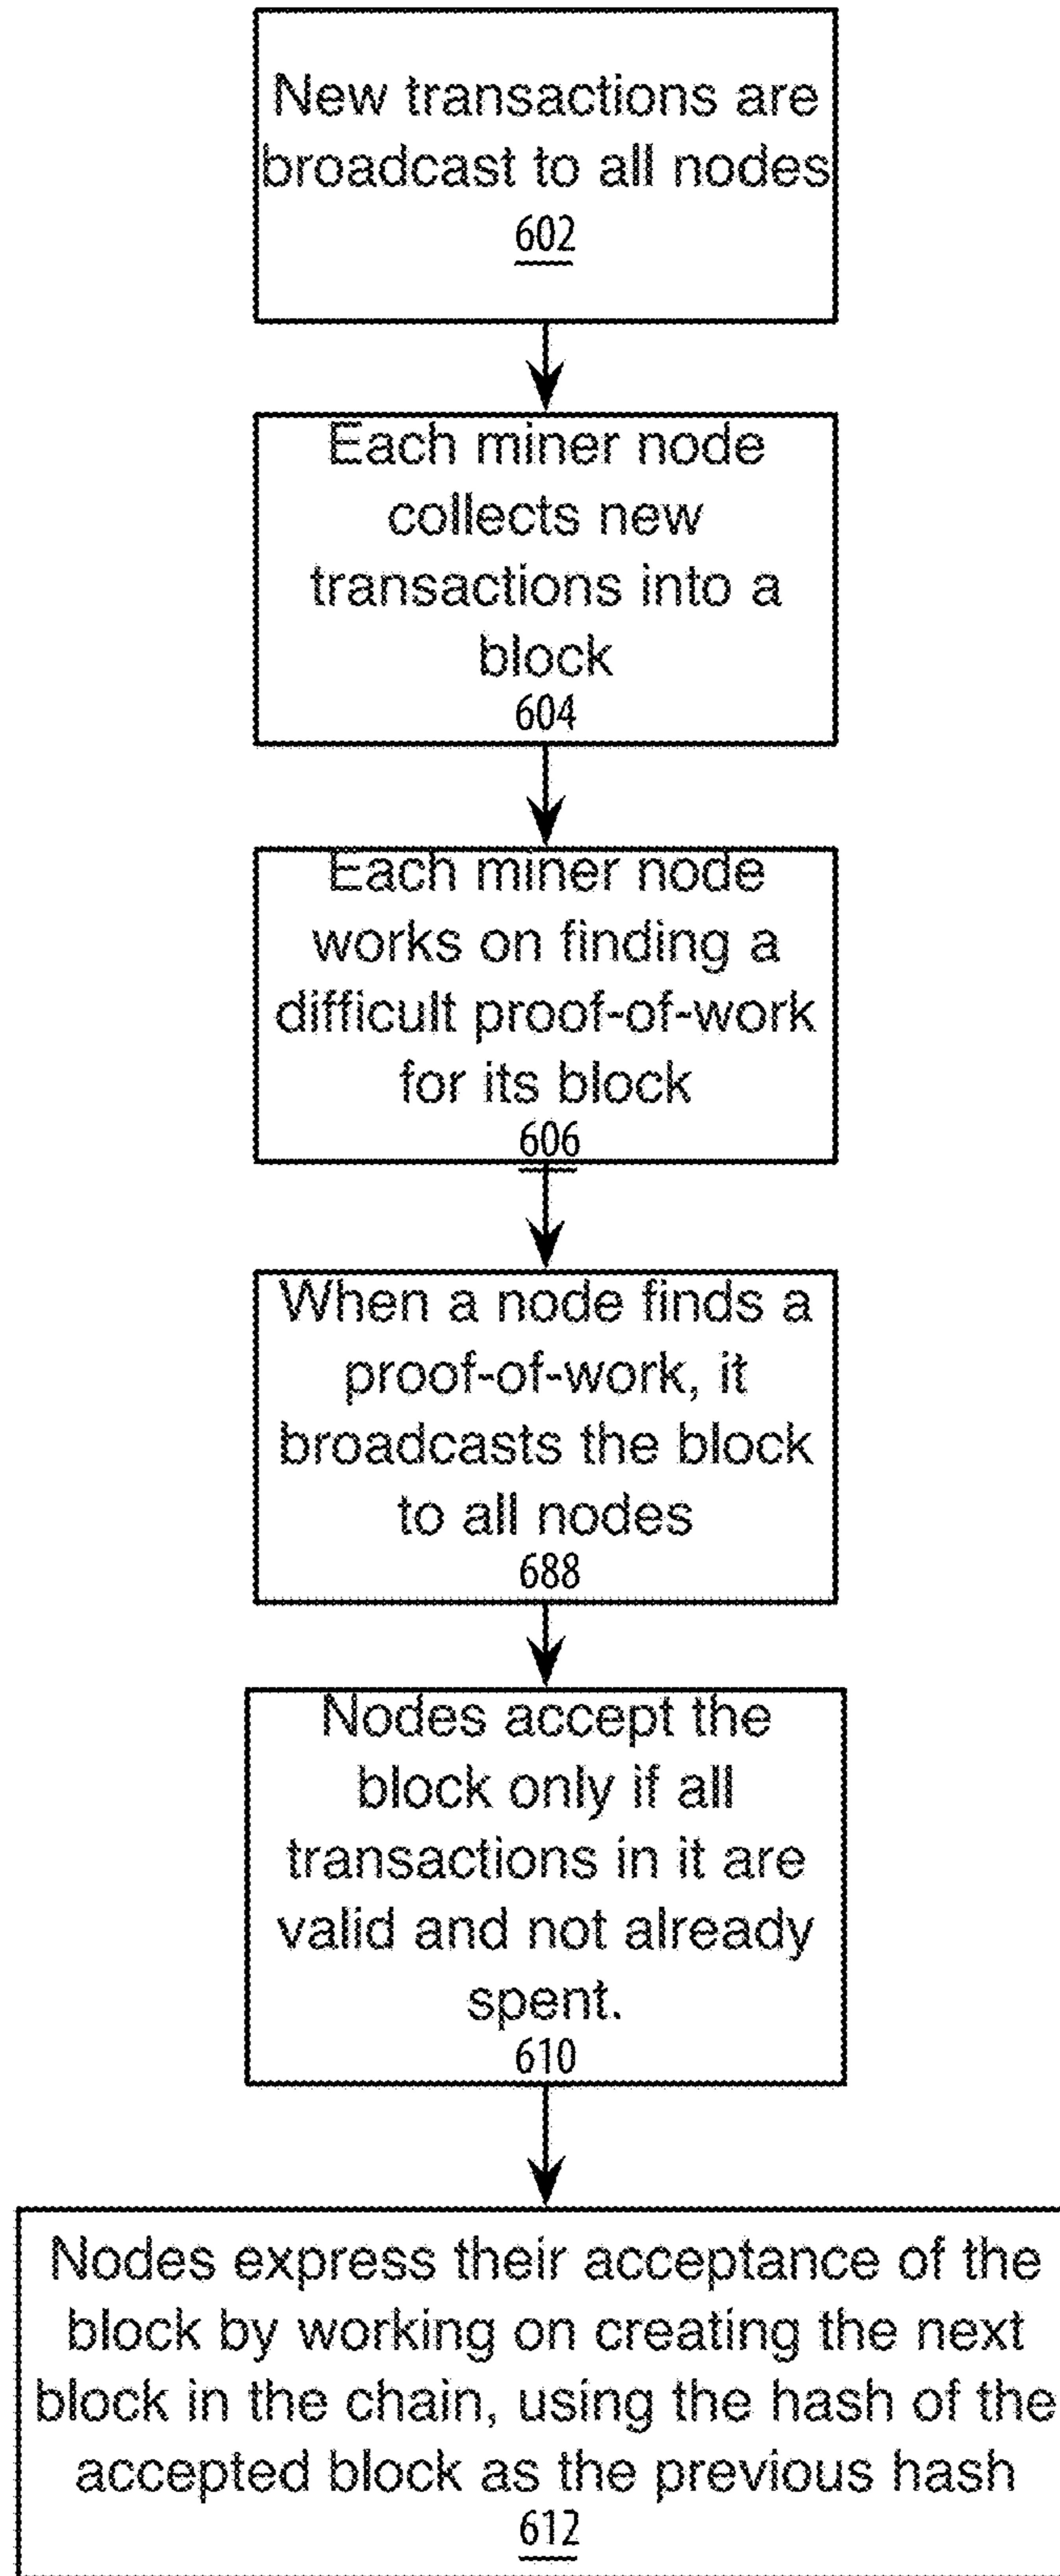 New transactions are
broadcast to all nodes
602
Each miner node
collects new
transactions into a
block
604
Each miner node
works on finding a
difficult proof-of-work
for its block
606
When a node finds a
proof-of-work, it
broadcasts the block
to all nodes
688
Nodes accept the
block only if all
transactions in it are
valid and not already
spent.
610
Nodes express their acceptance of the
block by working on creating the next
block in the chain, using the hash of the
accepted block as the previous hash
612